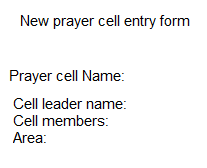 New prayer cell entry form
Prayer cell Name:
Cell leader name:
Cell members:
Area: